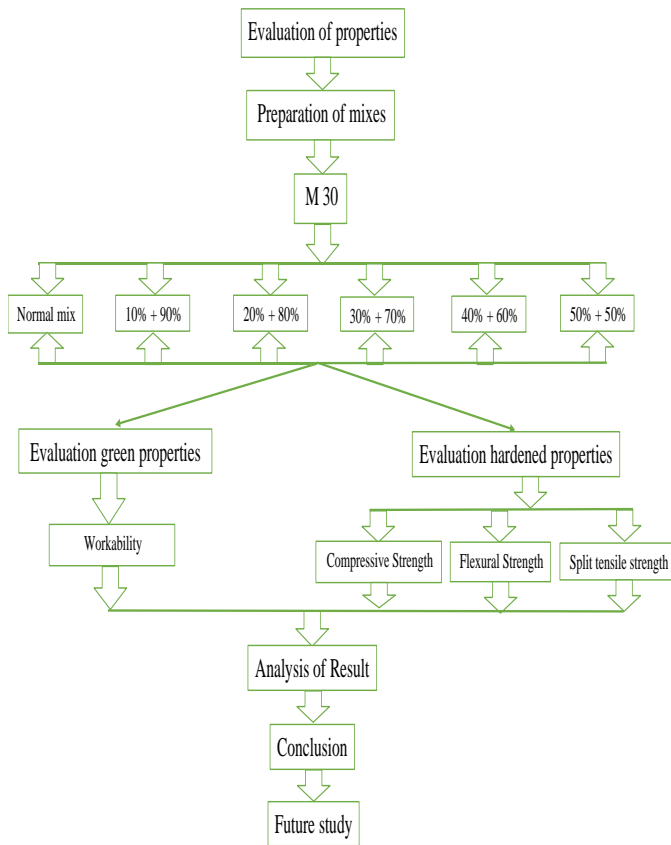 Evaluation of properties
Preparation of mixes
M 30
Normal mix
10% + 90%
20% + 80%
30% + 70%
40% + 60%
50% + 50%
Evaluation green properties
Evaluation hardened properties
Workability
Compressive Strength
Flexural Strength
Split tensile strength
Analysis of Result
Conclusion
Future study